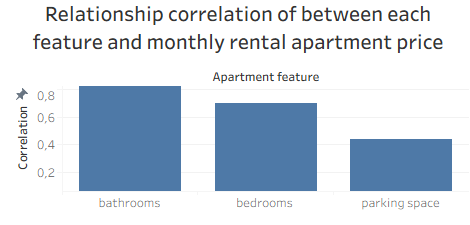 Relationship correlation of between each
feature and monthly rental apartment price
Apartment feature
Correlation
0,8
0,6
0,4
0,2
bathrooms bedrooms parking space